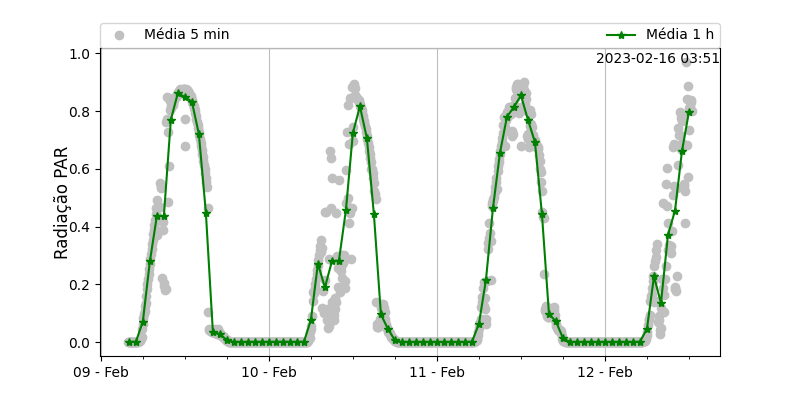 Média 5 min
Média 1 h
2023-02-16 03:51
Radiação PAR
1.0
0.8
0.6
0.4
0.2
0.0
09 - Feb
10 - Feb
11 - Feb
12 - Feb